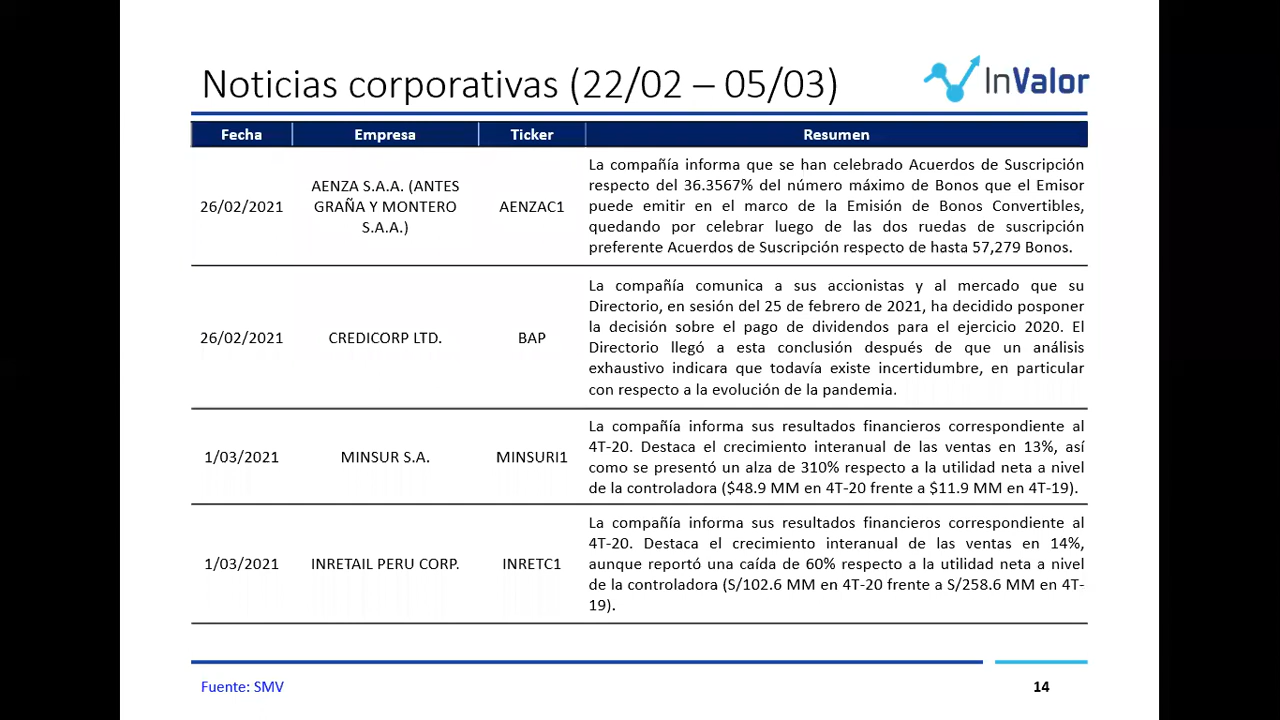 Noticias corporativas (22/02 – 05/03)
InValor
Fecha Empresa Ticker Resumen
26/02/2021
AENZA S.A.A. (ANTES
GRAÑA Y MONTERO
S.A.A.)
AENZAC1
La compañía informa que se han celebrado Acuerdos de Suscripción
respecto del 36.3567% del número máximo de Bonos que el Emisor
puede emitir en el marco de la Emisión de Bonos Convertibles,
quedando por celebrar luego de las dos ruedas de suscripción
preferente Acuerdos de Suscripción respecto de hasta 57,279 Bonos.
26/02/2021
CREDICORP LTD.
BAP
La compañía comunica a sus accionistas y al mercado que su
Directorio, en sesión del 25 de febrero de 2021, ha decidido posponer
la decisión sobre el pago de dividendos para el ejercicio 2020. El
Directorio llegó a esta conclusión después de que un análisis
exhaustivo indicara que todavía existe incertidumbre, en particular
con respecto a la evolución de la pandemia.
1/03/2021
MINSUR S.A.
MINSURI1
La compañía informa sus resultados financieros correspondiente al
4T-20. Destaca el crecimiento interanual de las ventas en 13%, así
como se presentó un alza de 310% respecto a la utilidad neta a nivel
de la controladora ($48.9 MM en 4T-20 frente a $11.9 MM en 4T-19).
1/03/2021
INRETAIL PERU CORP.
INRETC1
La compañía informa sus resultados financieros correspondiente al
4T-20. Destaca el crecimiento interanual de las ventas en 14%,
aunque reportó una caída de 60% respecto a la utilidad neta a nivel
de la controladora (S/102.6 MM en 4T-20 frente a S/258.6 MM en 4T-
19).
Fuente: SMV
14